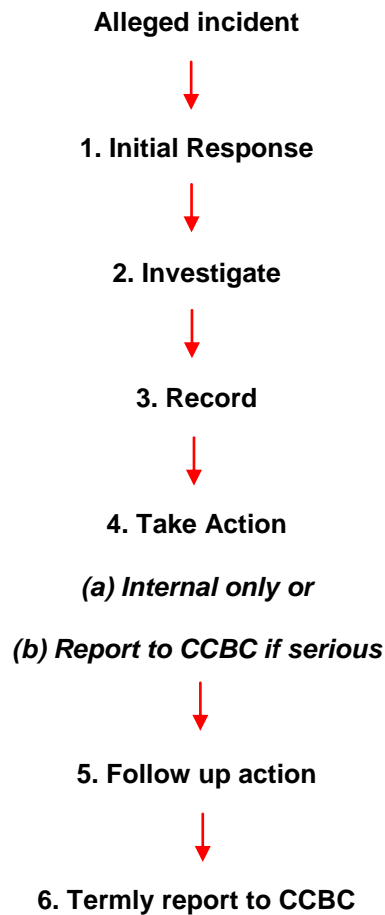 Alleged incident
1. Initial Response
2. Investigate
3. Record
4. Take Action
(a) Internal only or
(b) Report to CCBC if serious
5. Follow up action
6. Termly report to CCBC